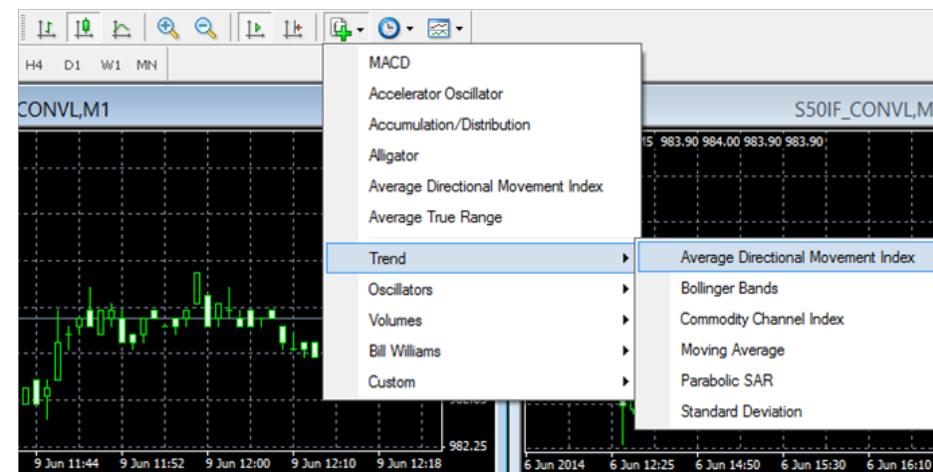 H4 D1 W1 MN
CONVL,M1
S50IF_CONVL,M
MACD
Accelerator Oscillator
Accumulation/Distribution
Alligator
Average Directional Movement Index
Average True Range
Trend
Oscillators
Volumes
Bill Williams
Custom
Average Directional Movement Index
Bollinger Bands
Commodity Channel Index
Moving Average
Parabolic SAR
Standard Deviation
15 983.90 984.00 983.90 983.90
982.25
9 Jun 11:44 9 Jun 11:52 9 Jun 12:00 9 Jun 12:10 9 Jun 12:18
6 Jun 2014 6 Jun 12:25 6 Jun 14:50 6 Jun 15:30 6 Jun 16:10